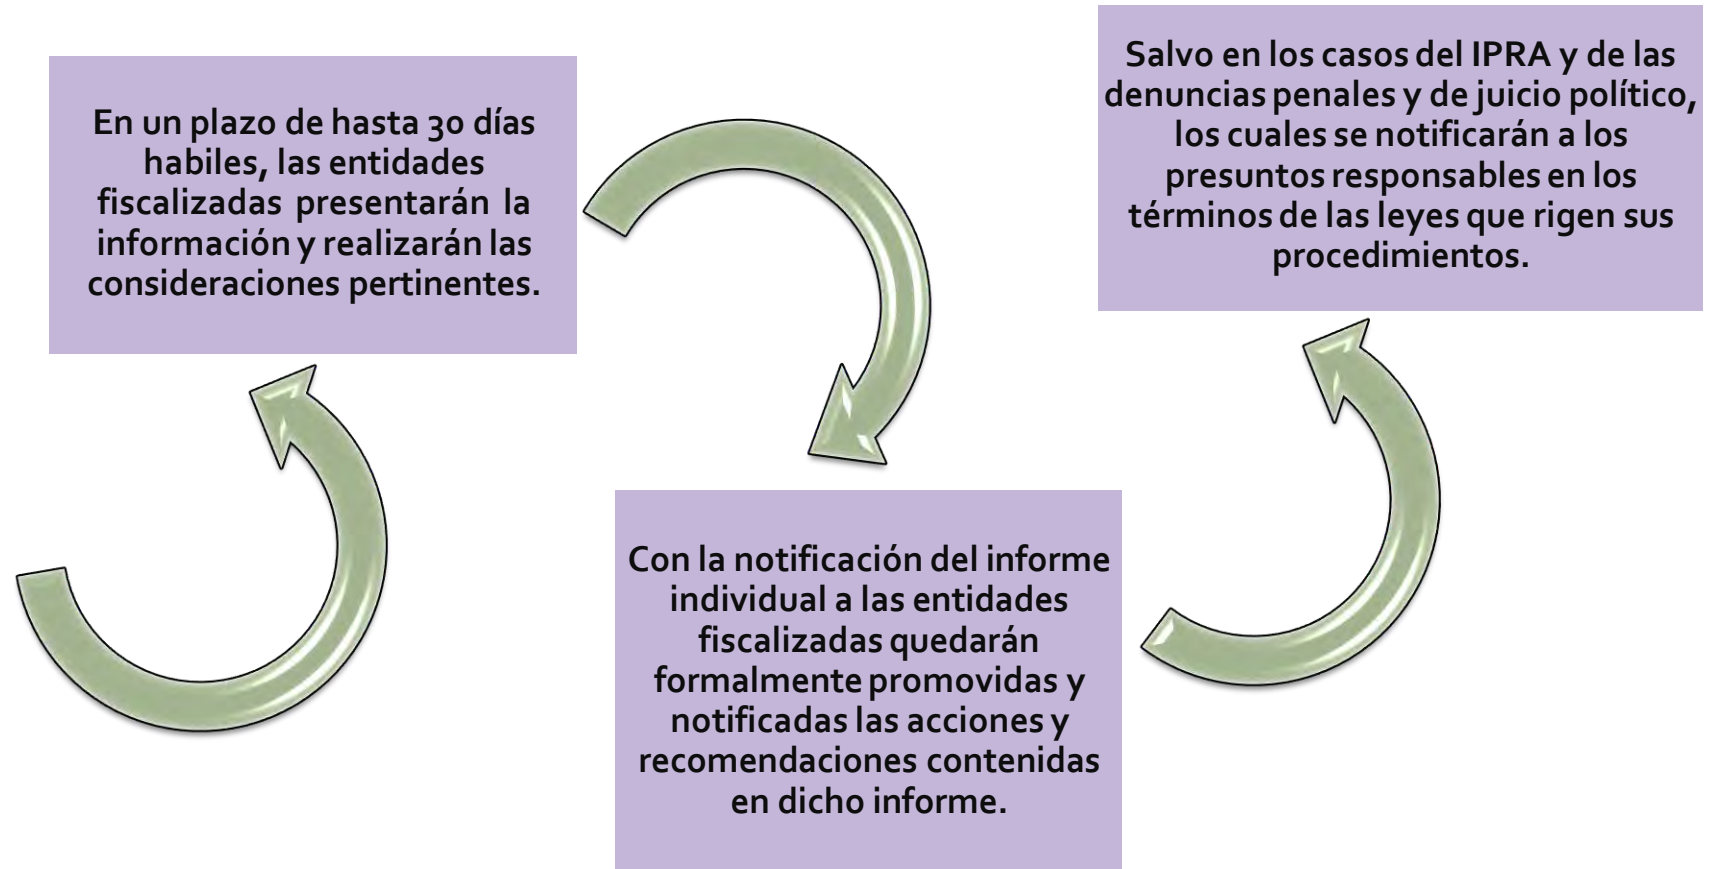 En un plazo de hasta 30 días
habiles, las entidades
fiscalizadas presentarán la
información y realizarán las
consideraciones pertinentes.
Con la notificación del informe
individual a las entidades
fiscalizadas quedarán
formalmente promovidas y
notificadas las acciones y
recomendaciones contenidas
en dicho informe.
Salvo en los casos del IPRA y de las
denuncias penales y de juicio político,
los cuales se notificarán a los
presuntos responsables en los
términos de las leyes que rigen sus
procedimientos.